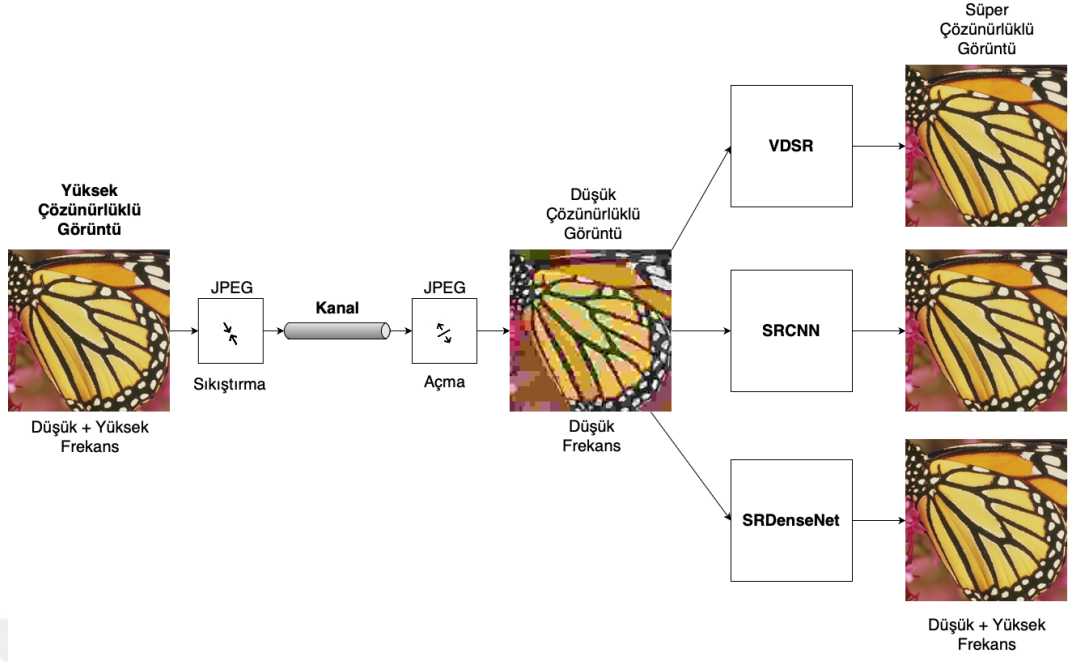 Yüksek
Çözünürlüklü
Görüntü
Düşük + Yüksek
Frekans
JPEG
Sıkıştırma
Kanal
JPEG
Açma
Düşük
Çözünürlüklü
Görüntü
Düşük
Frekans
VDSR
SRCNN
SRDenseNet
Süper
Çözünürlüklü
Görüntü
Düşük + Yüksek
Frekans